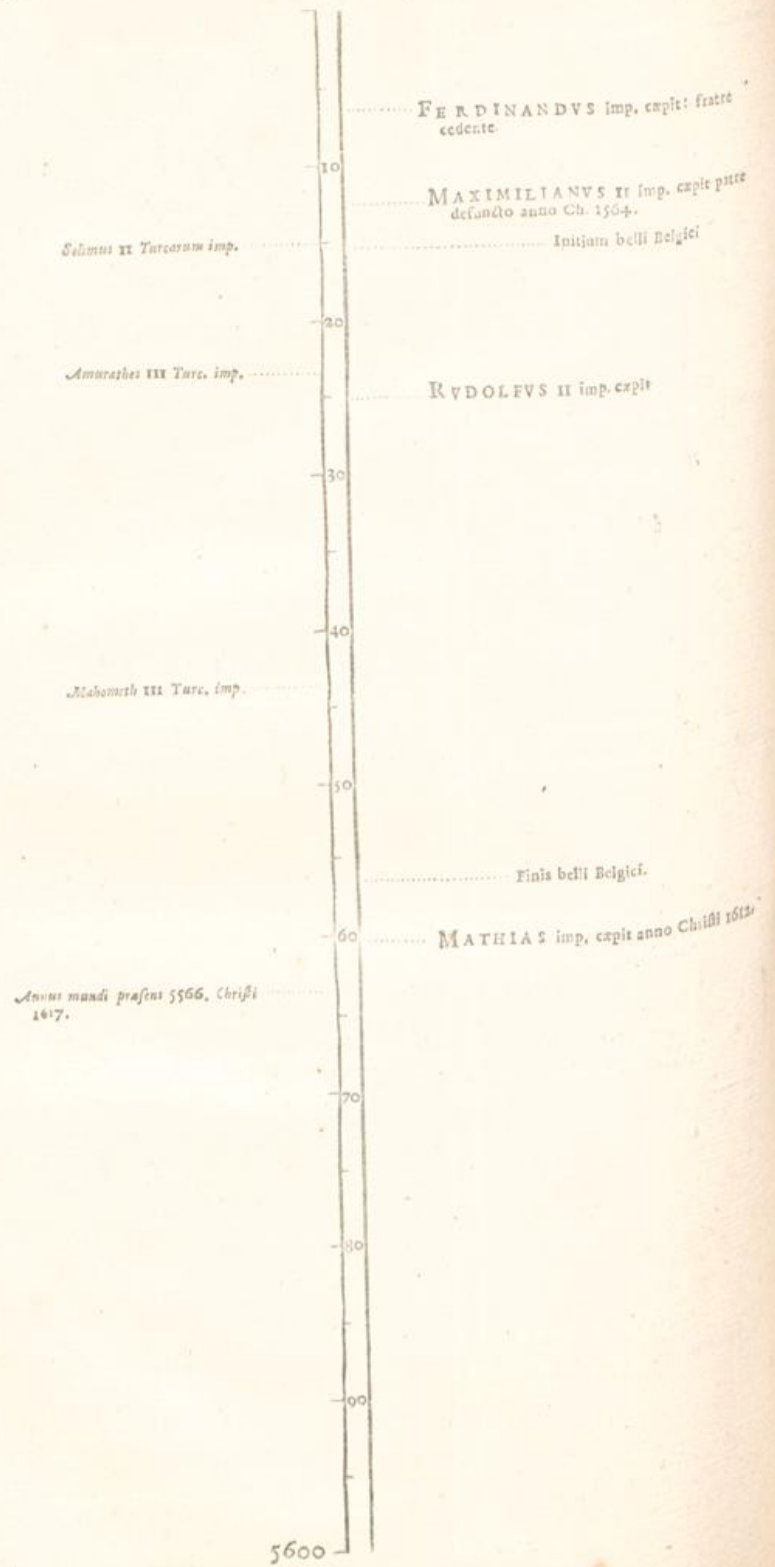 FERDINANDVS imp. cæpit: fratre
cedente.
10
MAXIMILIANVS II Imp. cæpit patre
defuncto anno Ch. 1564.
Selimus II Turcarum imp.
Initium belli Belgici
20
Amurathes III Turc. imp.
RVDOLFVS II imp. cæpit
30
40
Mahometh III Turc. imp.
50
Finis belli Belgici.
60
MATHIAS imp. cæpit anno Christi 1612.
Annus mundi præsens 5566. Christi
1617.
70
80
90
5600